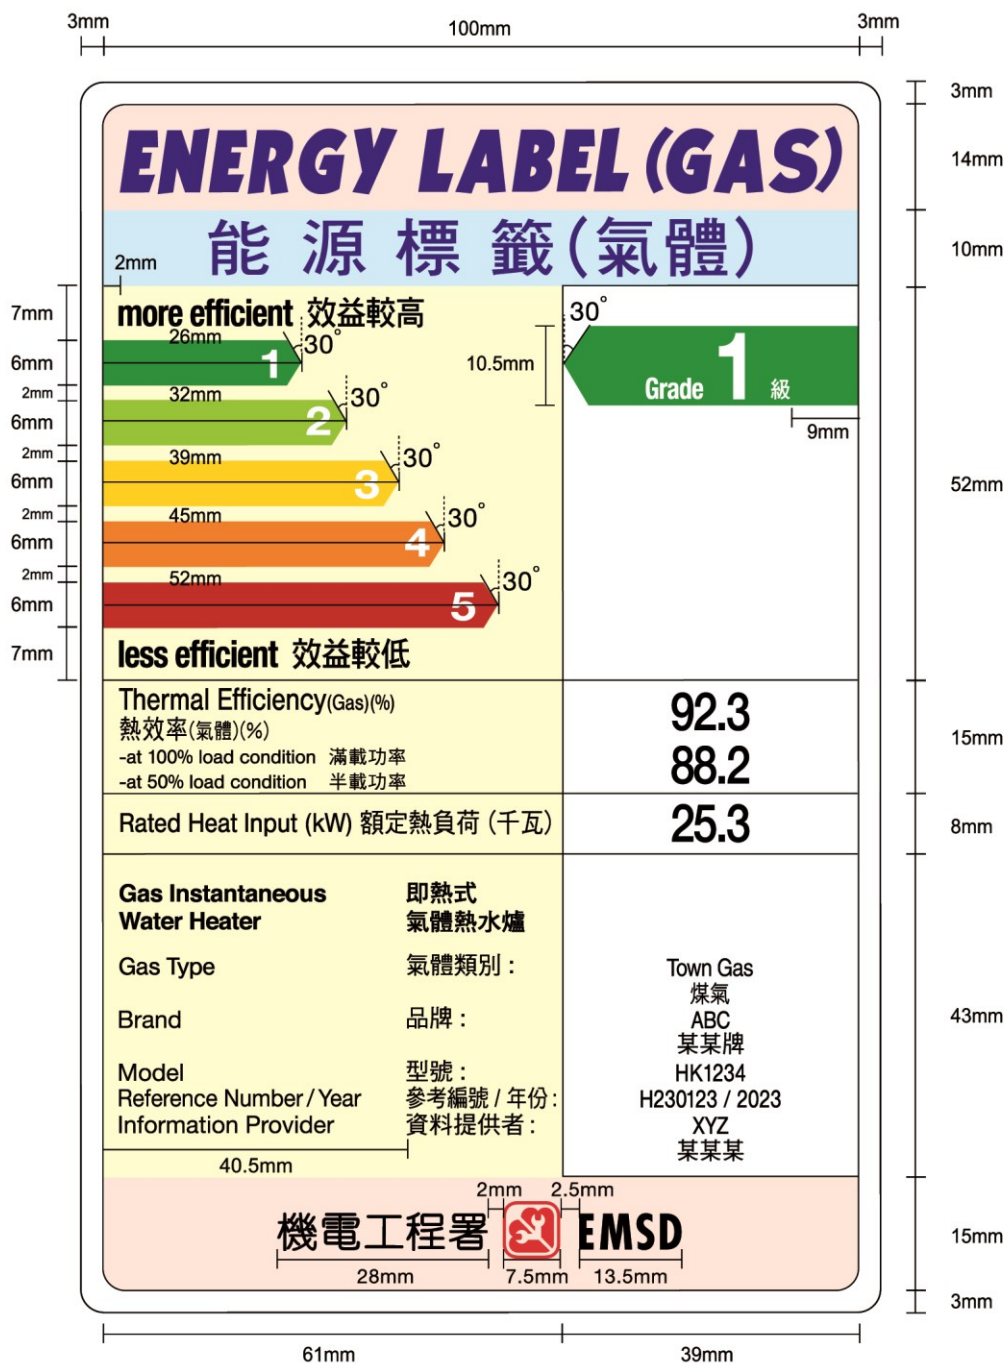 3mm 100mm 3mm
3mm
ENERGY LABEL (GAS)
14mm
能源標籤(氣體)
10mm
2mm
7mm
more efficient 效益較高
30°
26mm
1 30°
6mm
10.5mm
Grade 1 級
2mm
32mm
2 30°
6mm
9mm
2mm
39mm
3 30°
6mm
52mm
2mm
45mm
4 30°
6mm
2mm
52mm
5 30°
6mm
7mm
less efficient 效益較低
Thermal Efficiency(Gas)(%)
92.3
熱效率(氣體)(%)
15mm
-at 100% load condition 滿載功率
88.2
-at 50% load condition 半載功率
Rated Heat Input (kW) 額定熱負荷 (千瓦) 25.3
8mm
Gas Instantaneous 即熱式
Water Heater 氣體熱水爐
Gas Type 氣體類別 : Town Gas
煤氣
Brand 品牌 : ABC
43mm
某某牌
Model 型號 : HK1234
Reference Number / Year 參考編號 / 年份 : H230123 / 2023
Information Provider 資料提供者 : XYZ
某某某
40.5mm
2mm 2.5mm
機電工程署 EMSD
15mm
28mm 7.5mm 13.5mm
3mm
61mm 39mm